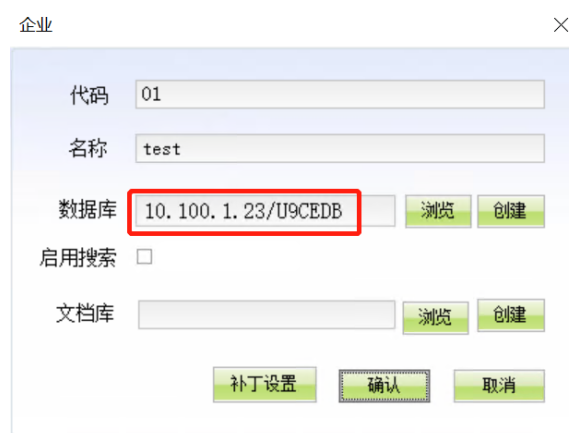 企业
代码 01
名称 test
数据库 10.100.1.23/U9CEDB 浏览 创建
启用搜索
文档库 浏览 创建
补丁设置 确认 取消